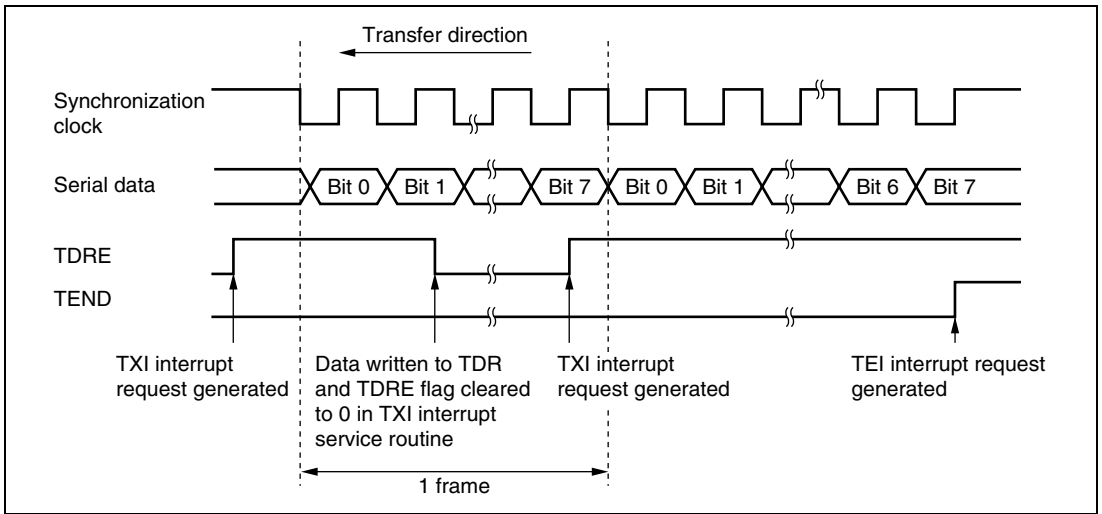 Transfer direction
Synchronization
clock
Serial data
Bit 0
Bit 1
Bit 7
Bit 0
Bit 1
Bit 6
Bit 7
TDRE
TEND
TXI interrupt
request generated
Data written to TDR
and TDRE flag cleared
to 0 in TXI interrupt
service routine
TXI interrupt
request generated
TEI interrupt request
generated
1 frame